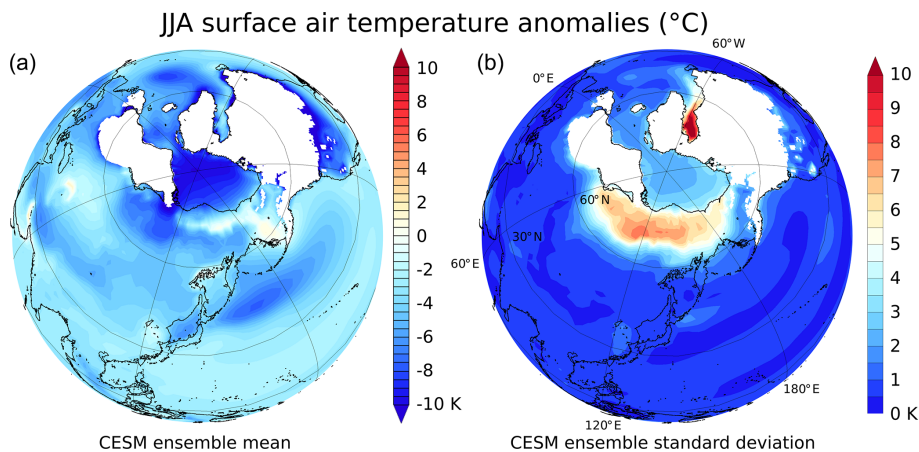 JJA surface air temperature anomalies (°C)
(a)
10
8
6
4
2
0
-2
-4
-6
-8
-10 K
CESM ensemble mean
(b)
60°W
0°E
60°N
30°N
60°E
180°E
120°E
10
9
8
7
6
5
4
3
2
1
0 K
CESM ensemble standard deviation